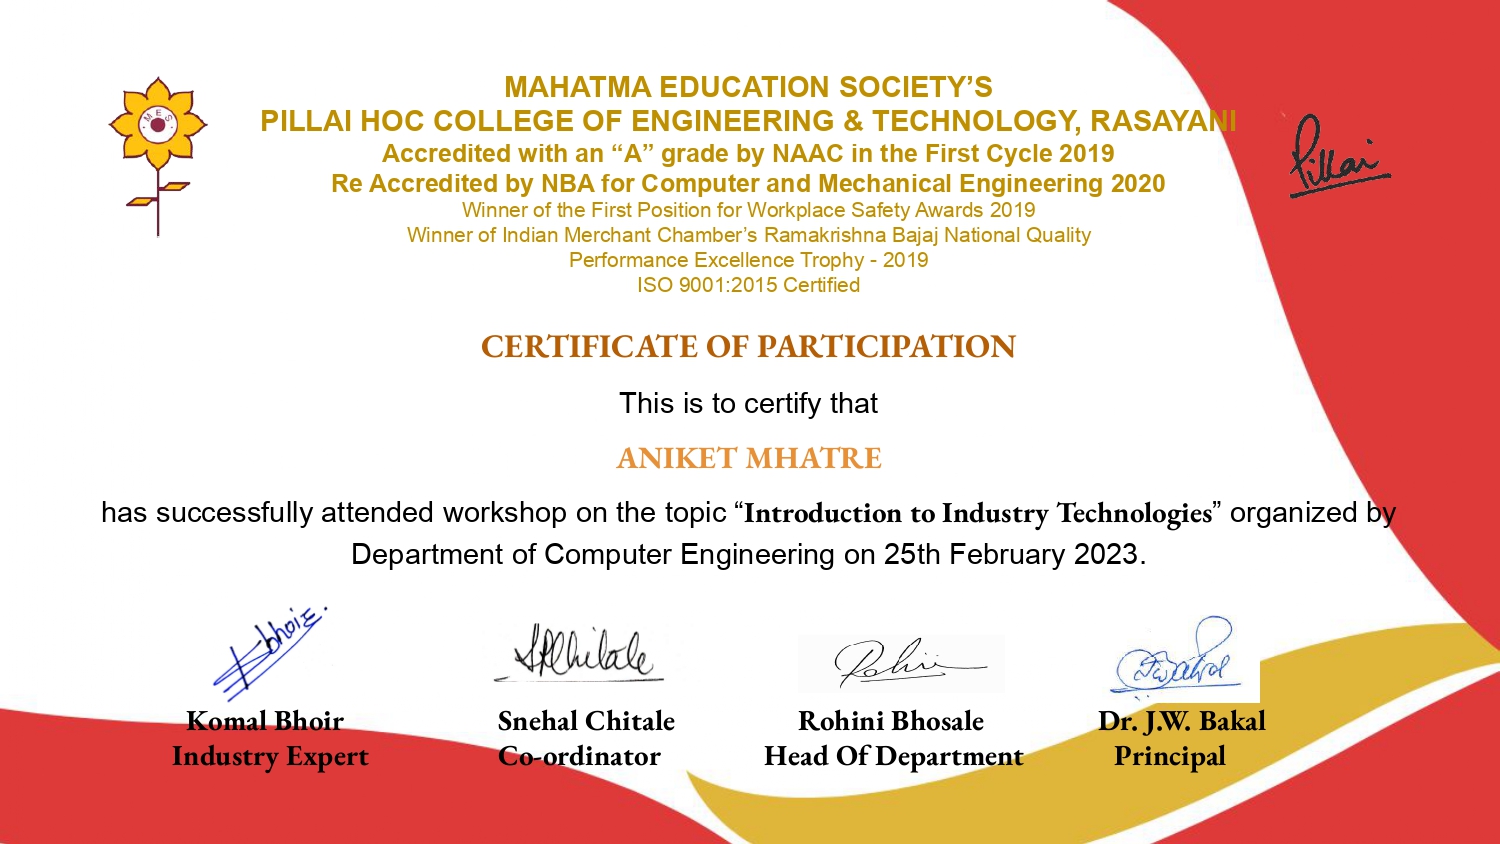 MAHATMA EDUCATION SOCIETY'S
PILLAI HOC COLLEGE OF ENGINEERING & TECHNOLOGY, RASAYANI
Accredited with an “A” grade by NAAC in the First Cycle 2019
Re Accredited by NBA for Computer and Mechanical Engineering 2020
Winner of the First Position for Workplace Safety Awards 2019
Winner of Indian Merchant Chamber’s Ramakrishna Bajaj National Quality
Performance Excellence Trophy - 2019
ISO 9001:2015 Certified
MES
Pillai
CERTIFICATE OF PARTICIPATION
This is to certify that
ANIKET MHATRE
has successfully attended workshop on the topic “Introduction to Industry Technologies” organized by
Department of Computer Engineering on 25th February 2023.
Kbhoir.
SRChitale
Rohini
Komal Bhoir
Industry Expert
Snehal Chitale
Co-ordinator
Rohini Bhosale
Head Of Department
Dr. J.W. Bakal
Principal